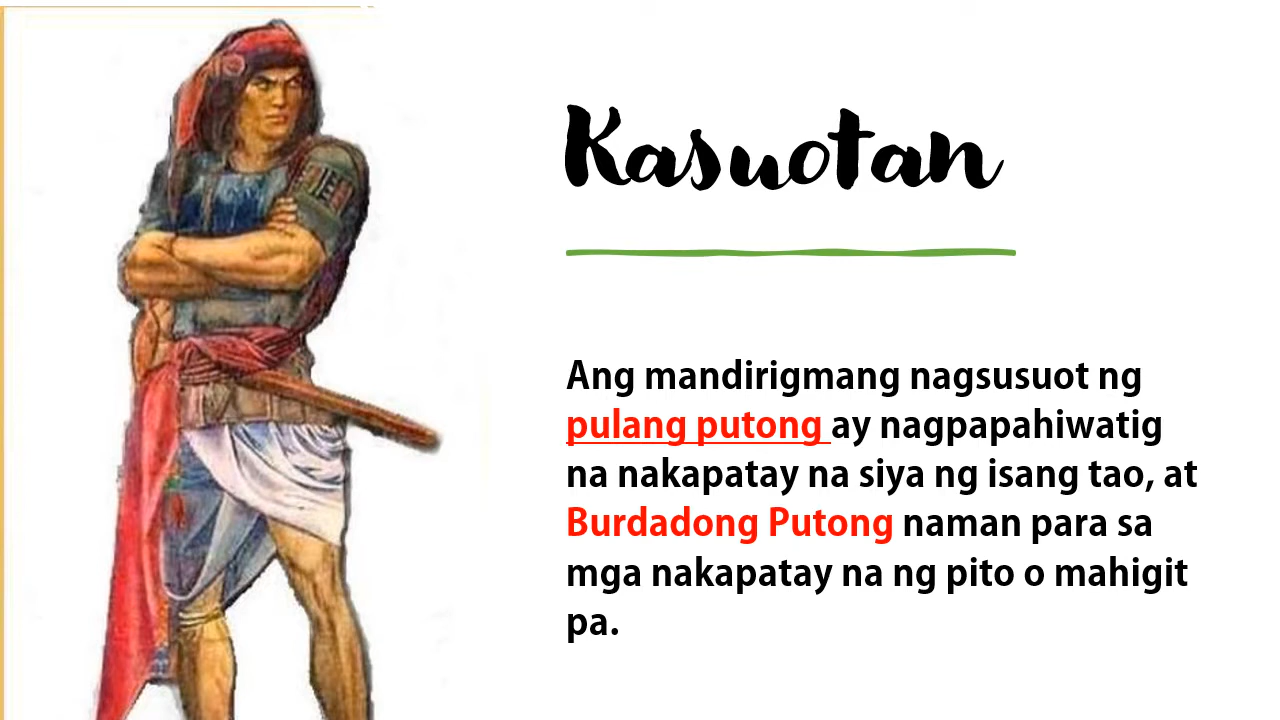 Kasuotan
Ang mandirigmang nagsusuot ng
pulang putong ay nagpapahiwatig
na nakapatay na siya ng isang tao, at
Burdadong Putong naman para sa
mga nakapatay na ng pito o mahigit
pa.